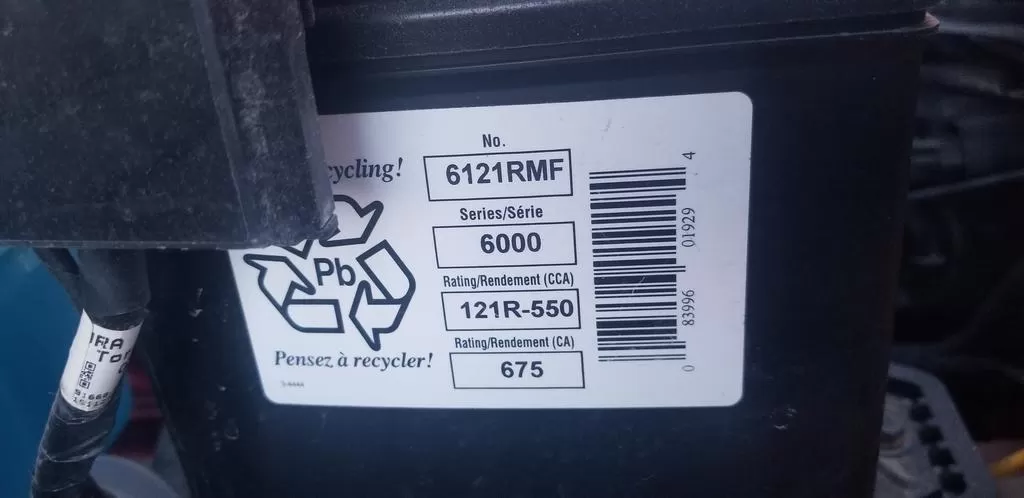 cycling!
Pb
Pensez à recycler!
No.
6121RMF
Series/Série
6000
Rating/Rendement (CCA)
121R-550
Rating/Rendement (CA)
675
0 83996 01929 4
RA